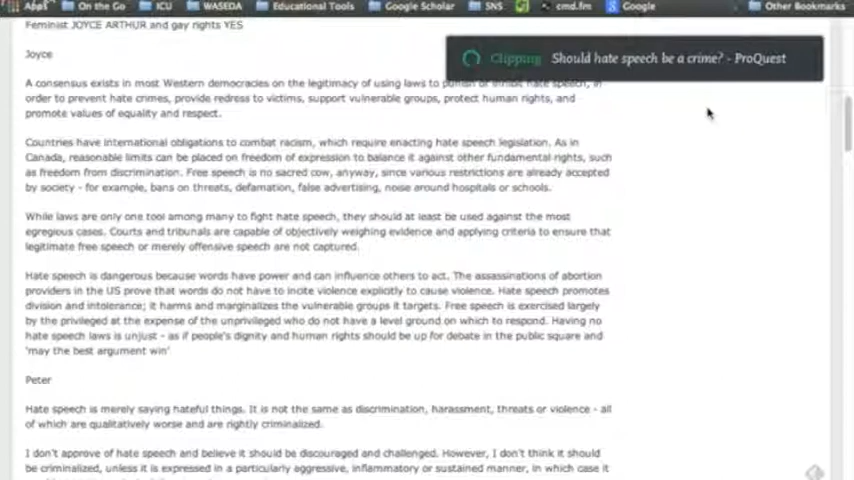 Apps On the Go ICU WASEDA Educational Tools Google Scholar SNS cmd.fm Google Other Bookmarks
Feminist JOYCE ARTHUR and gay rights YES
Clipping Should hate speech be a crime? - ProQuest
Joyce
A consensus exists in most Western democracies on the legitimacy of using laws to punish or inhibit hate speech, in
order to prevent hate crimes, provide redress to victims, support vulnerable groups, protect human rights, and
promote values of equality and respect.
Countries have international obligations to combat racism, which require enacting hate speech legislation. As in
Canada, reasonable limits can be placed on freedom of expression to balance it against other fundamental rights, such
as freedom from discrimination. Free speech is no sacred cow, anyway, since various restrictions are already accepted
by society - for example, bans on threats, defamation, false advertising, noise around hospitals or schools.
While laws are only one tool among many to fight hate speech, they should at least be used against the most
egregious cases. Courts and tribunals are capable of objectively weighing evidence and applying criteria to ensure that
legitimate free speech or merely offensive speech are not captured.
Hate speech is dangerous because words have power and can influence others to act. The assassinations of abortion
providers in the US prove that words do not have to incite violence explicitly to cause violence. Hate speech promotes
division and intolerance; it harms and marginalizes the vulnerable groups it targets. Free speech is exercised largely
by the privileged at the expense of the unprivileged who do not have a level ground on which to respond. Having no
hate speech laws is unjust - as if people's dignity and human rights should be up for debate in the public square and
'may the best argument win'
Peter
Hate speech is merely saying hateful things. It is not the same as discrimination, harassment, threats or violence - all
of which are qualitatively worse and are rightly criminalized.
I don't approve of hate speech and believe it should be discouraged and challenged. However, I don't think it should
be criminalized, unless it is expressed in a particularly aggressive, inflammatory or sustained manner, in which case it